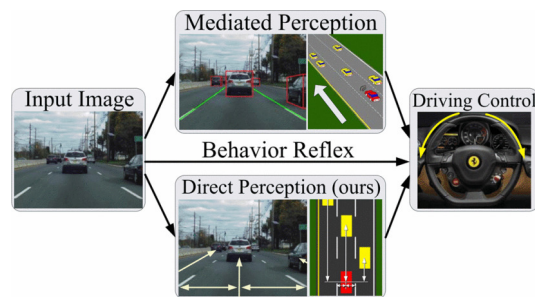 Mediated Perception
Input Image
Driving Control
Behavior Reflex
Direct Perception (ours)